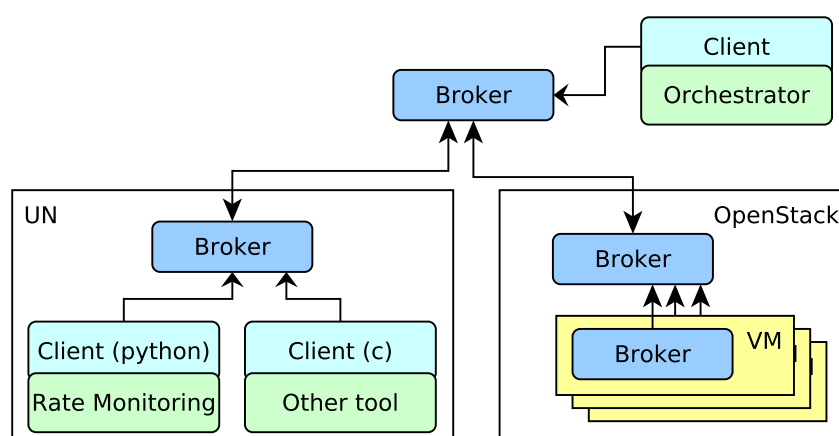 Client
Broker
Orchestrator
UN
OpenStack
Broker
Broker
Client (python)
Client (c)
VM
Broker
Rate Monitoring
Other tool